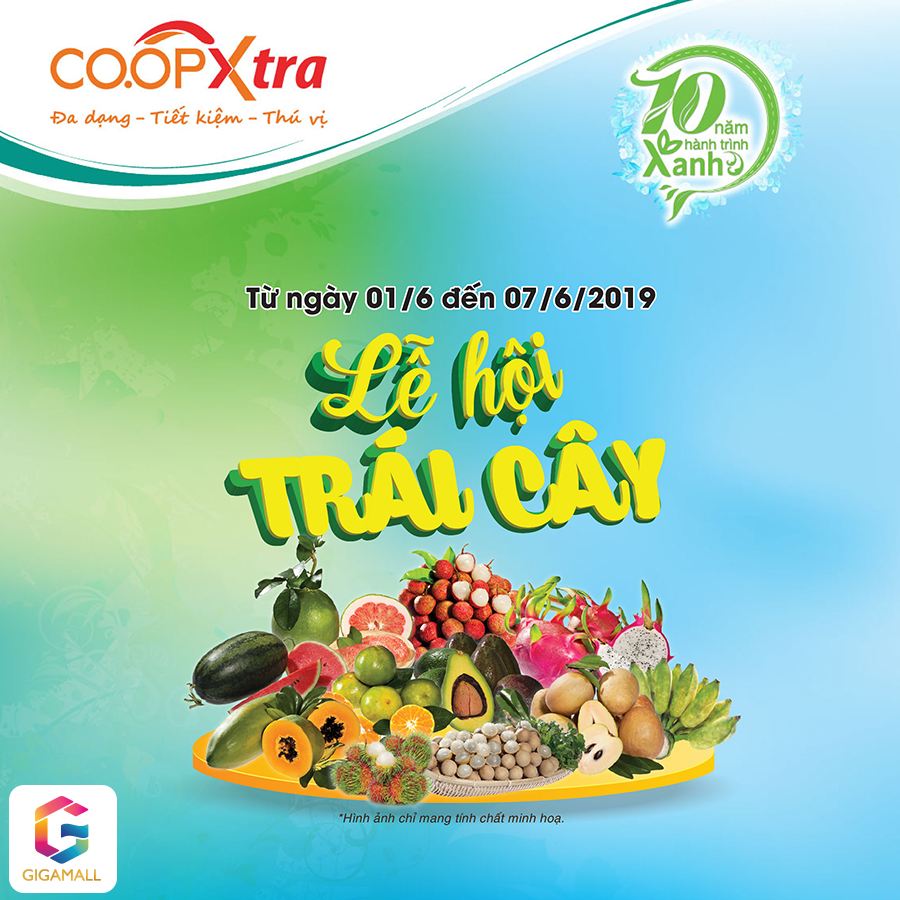 CO.OPXtra
Đa dạng – Tiết kiệm – Thú vị
10 năm
hành trình
Xanh
Từ ngày 01/6 đến 07/6/2019
Lễ hội
TRÁI CÂY
*Hình ảnh chỉ mang tính chất minh hoạ.
GIGAMALL